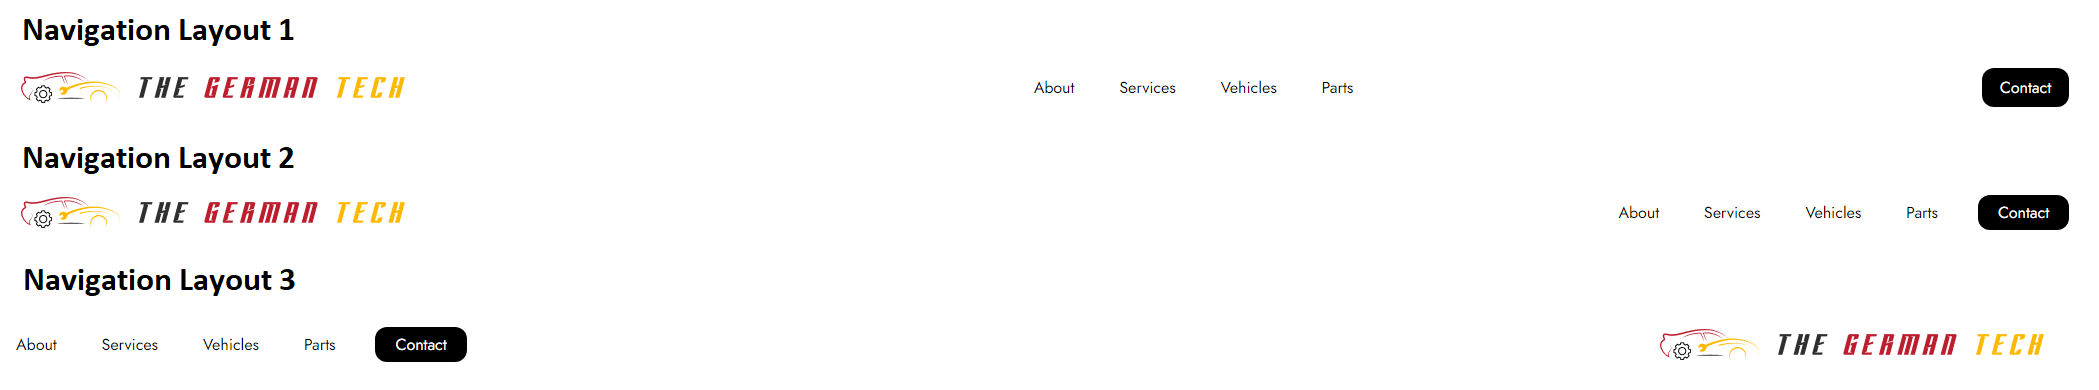 Navigation Layout 1
THE GERMAN TECH About Services Vehicles Parts Contact
Navigation Layout 2
THE GERMAN TECH About Services Vehicles Parts Contact
Navigation Layout 3
About Services Vehicles Parts Contact THE GERMAN TECH